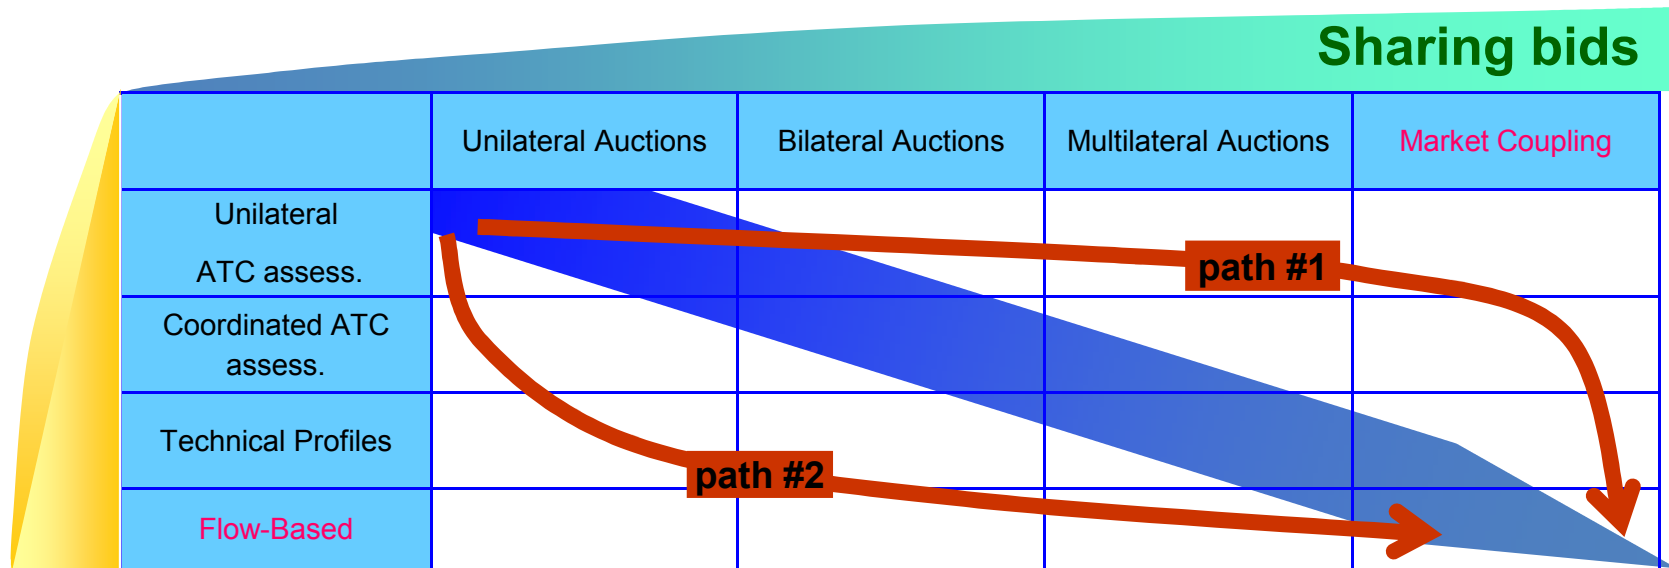 Sharing bids
Unilateral Auctions
Bilateral Auctions
Multilateral Auctions
Market Coupling
Unilateral
ATC assess.
path #1
Coordinated ATC
assess.
Technical Profiles
path #2
Flow-Based